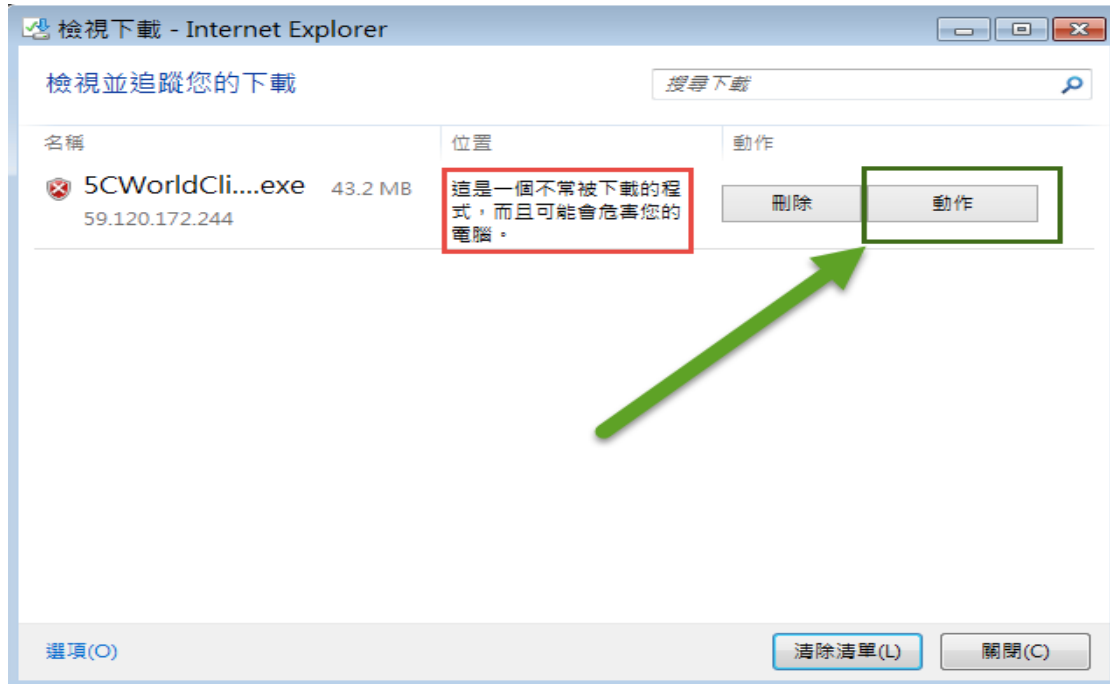 檢視下載 - Internet Explorer
檢視並追蹤您的下載
搜尋下載
名稱 位置 動作
5CWorldCli....exe 43.2 MB
59.120.172.244
這是一個不常被下載的程
式，而且可能會危害您的
電腦。
刪除 動作
選項(O) 清除清單(L) 關閉(C)